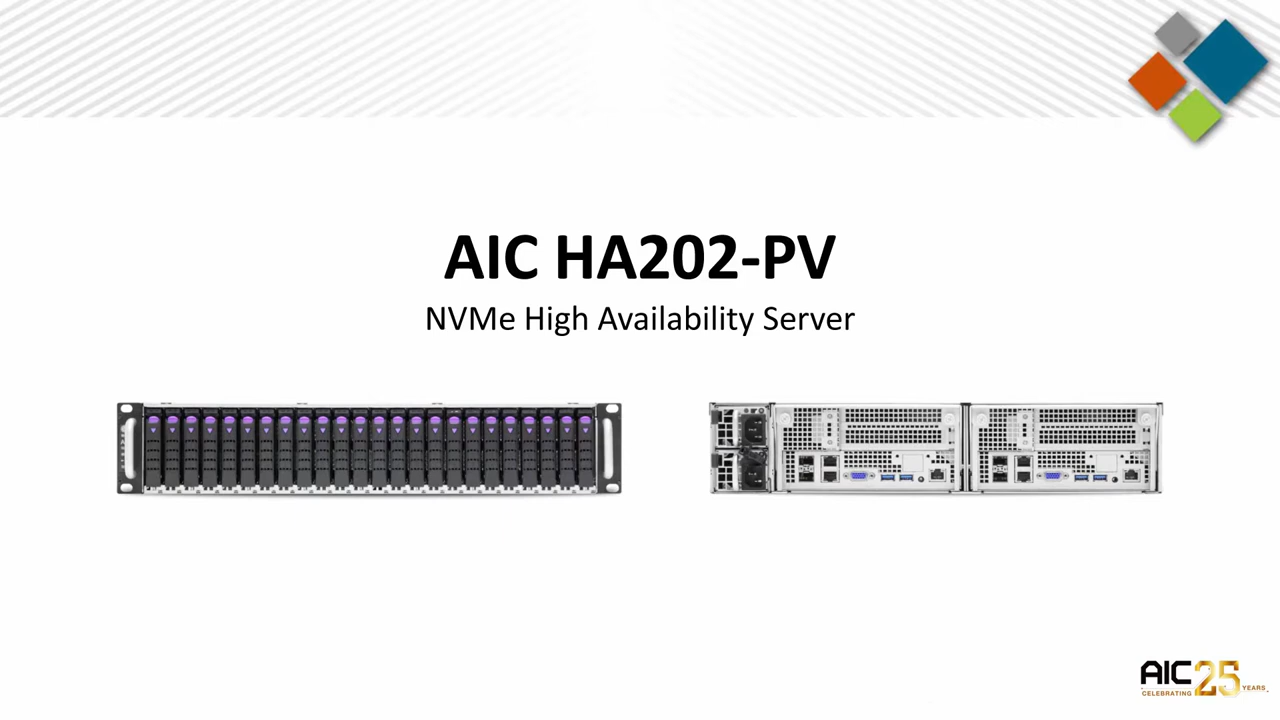 AIC HA202-PV
NVMe High Availability Server
AIC 25
CELEBRATING YEARS